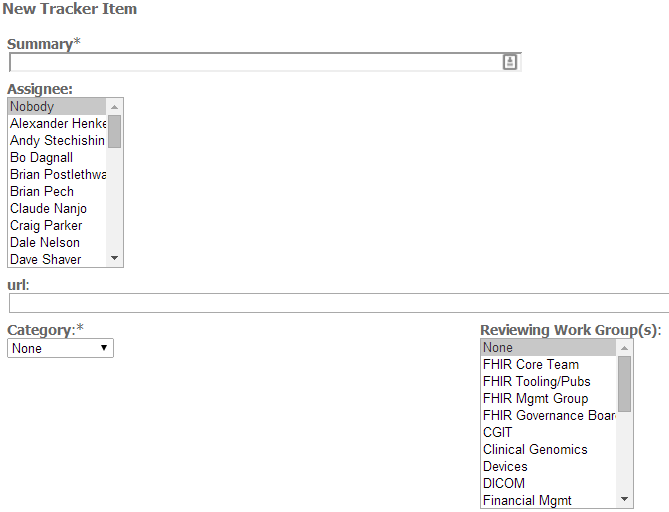 New Tracker Item
Summary*
Assignee:
Nobody
Alexander Henke
Andy Stechishin
Bo Dagnall
Brian Postlethwa
Brian Pech
Claude Nanjo
Craig Parker
Dale Nelson
Dave Shaver
url:
Category:*
None
Reviewing Work Group(s):
None
FHIR Core Team
FHIR Tooling/Pubs
FHIR Mgmt Group
FHIR Governance Boar
CGIT
Clinical Genomics
Devices
DICOM
Financial Mgmt